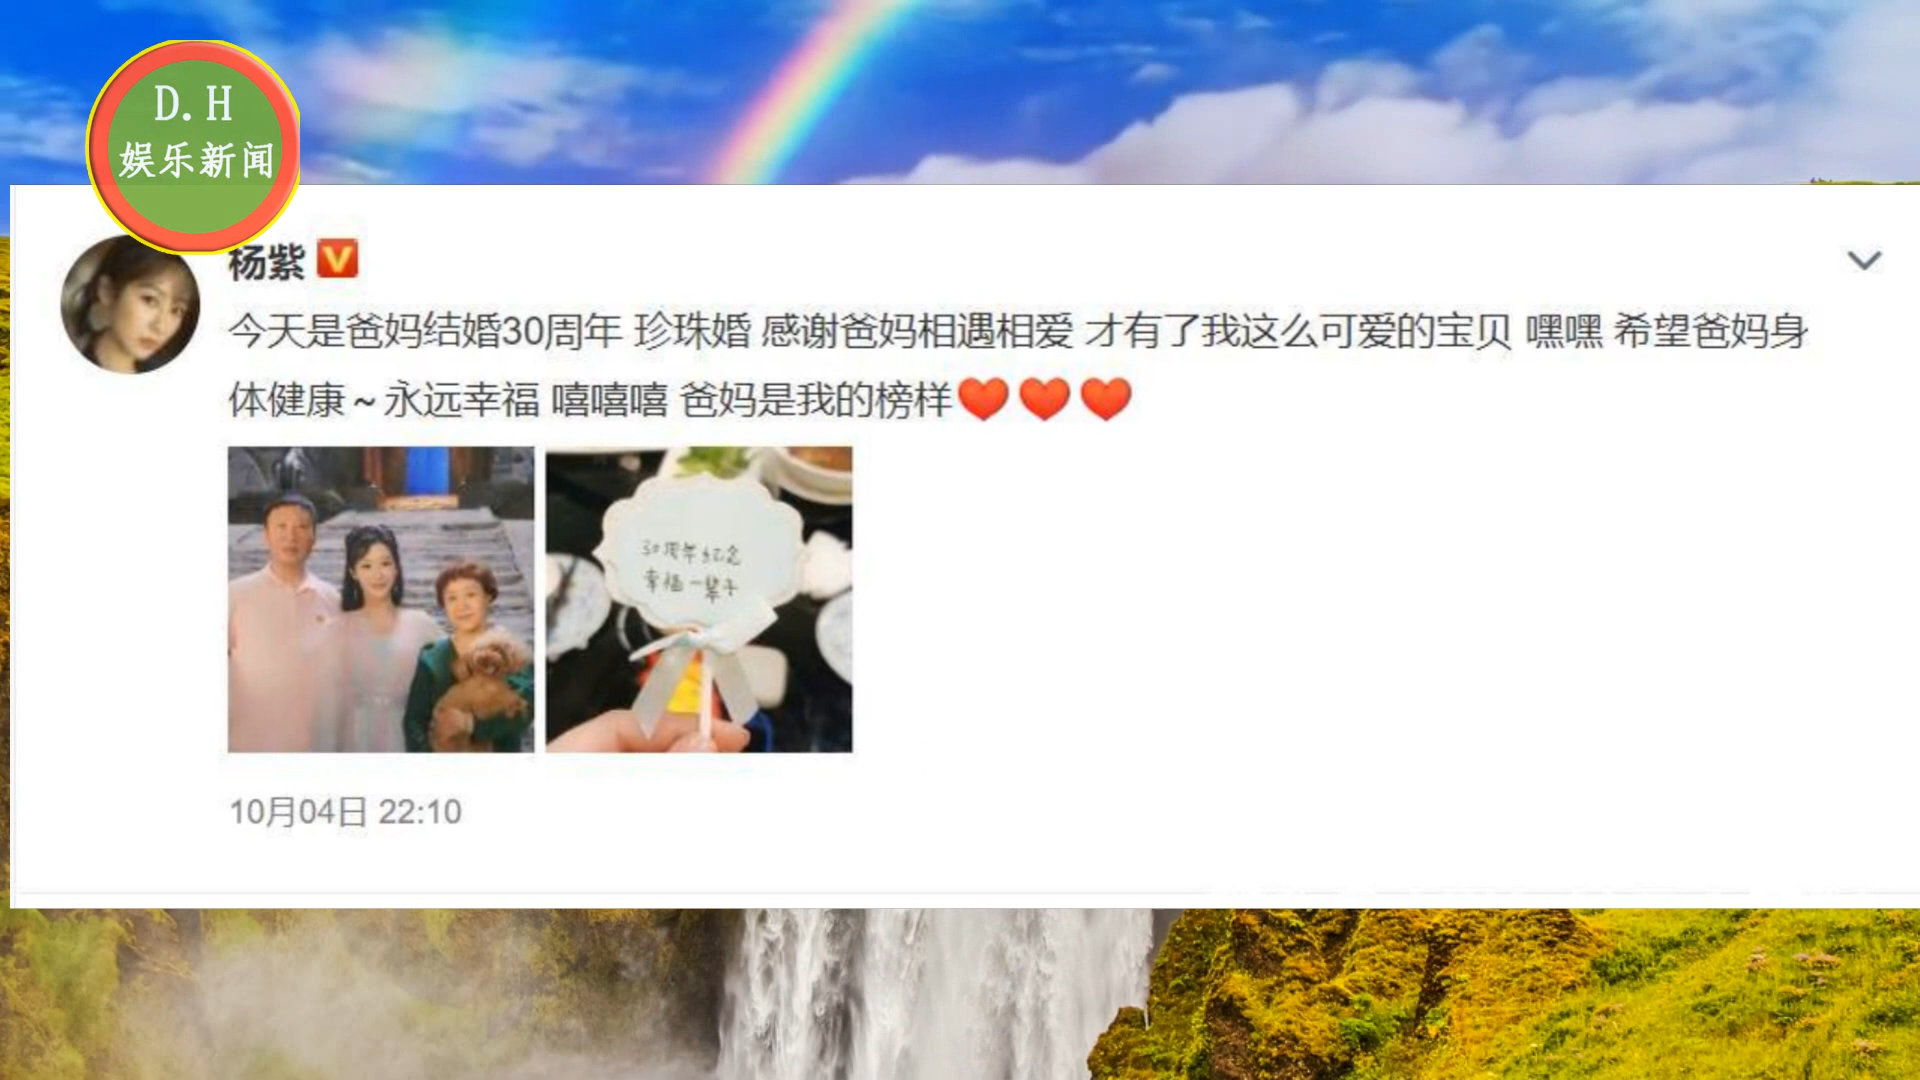 D.H
娱乐新闻
杨紫
今天是爸妈结婚30周年 珍珠婚 感谢爸妈相遇相爱 才有了我这么可爱的宝贝 嘿嘿 希望爸妈身
体健康~永远幸福 嘻嘻嘻 爸妈是我的榜样❤❤❤
30周年纪念
幸福一辈子
10月04日 22:10